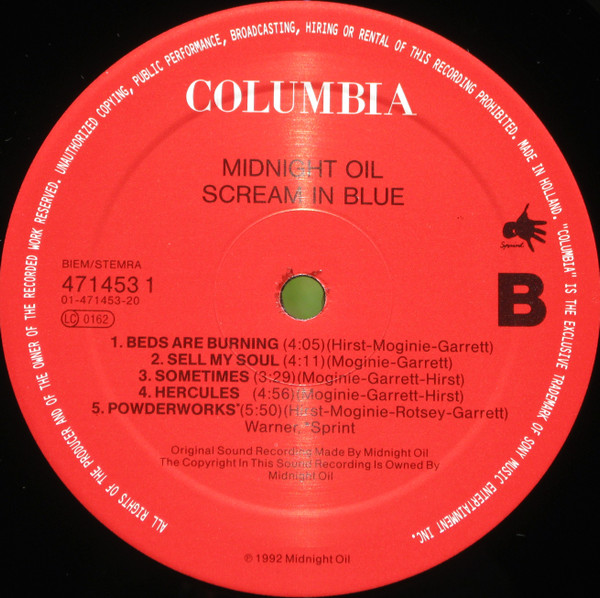 ALL RIGHTS OF THE PRODUCER AND OF THE OWNER OF THE RECORDED WORK RESERVED. UNAUTHORIZED COPYING, PUBLIC PERFORMANCE, BROADCASTING, HIRING OR RENTAL OF THIS RECORDING PROHIBITED. MADE IN HOLLAND. "COLUMBIA" IS THE EXCLUSIVE TRADEMARK OF SONY MUSIC ENTERTAINMENT INC.
COLUMBIA
MIDNIGHT OIL
SCREAM IN BLUE
Sprint
BIEM/STEMRA
471453 1
01-471453-20
LC 0162
B
1. BEDS ARE BURNING (4:05)(Hirst-Moginie-Garrett)
2. SELL MY SOUL (4:11)(Moginie-Garrett)
3. SOMETIMES (3:29)(Moginie-Garrett-Hirst)
4. HERCULES (4:56)(Moginie-Garrett-Hirst)
5. POWDERWORKS*(5:50)(Hirst-Moginie-Rotsey-Garrett)
Warner *Sprint
Original Sound Recording Made By Midnight Oil
The Copyright In This Sound Recording Is Owned By
Midnight Oil
℗ 1992 Midnight Oil